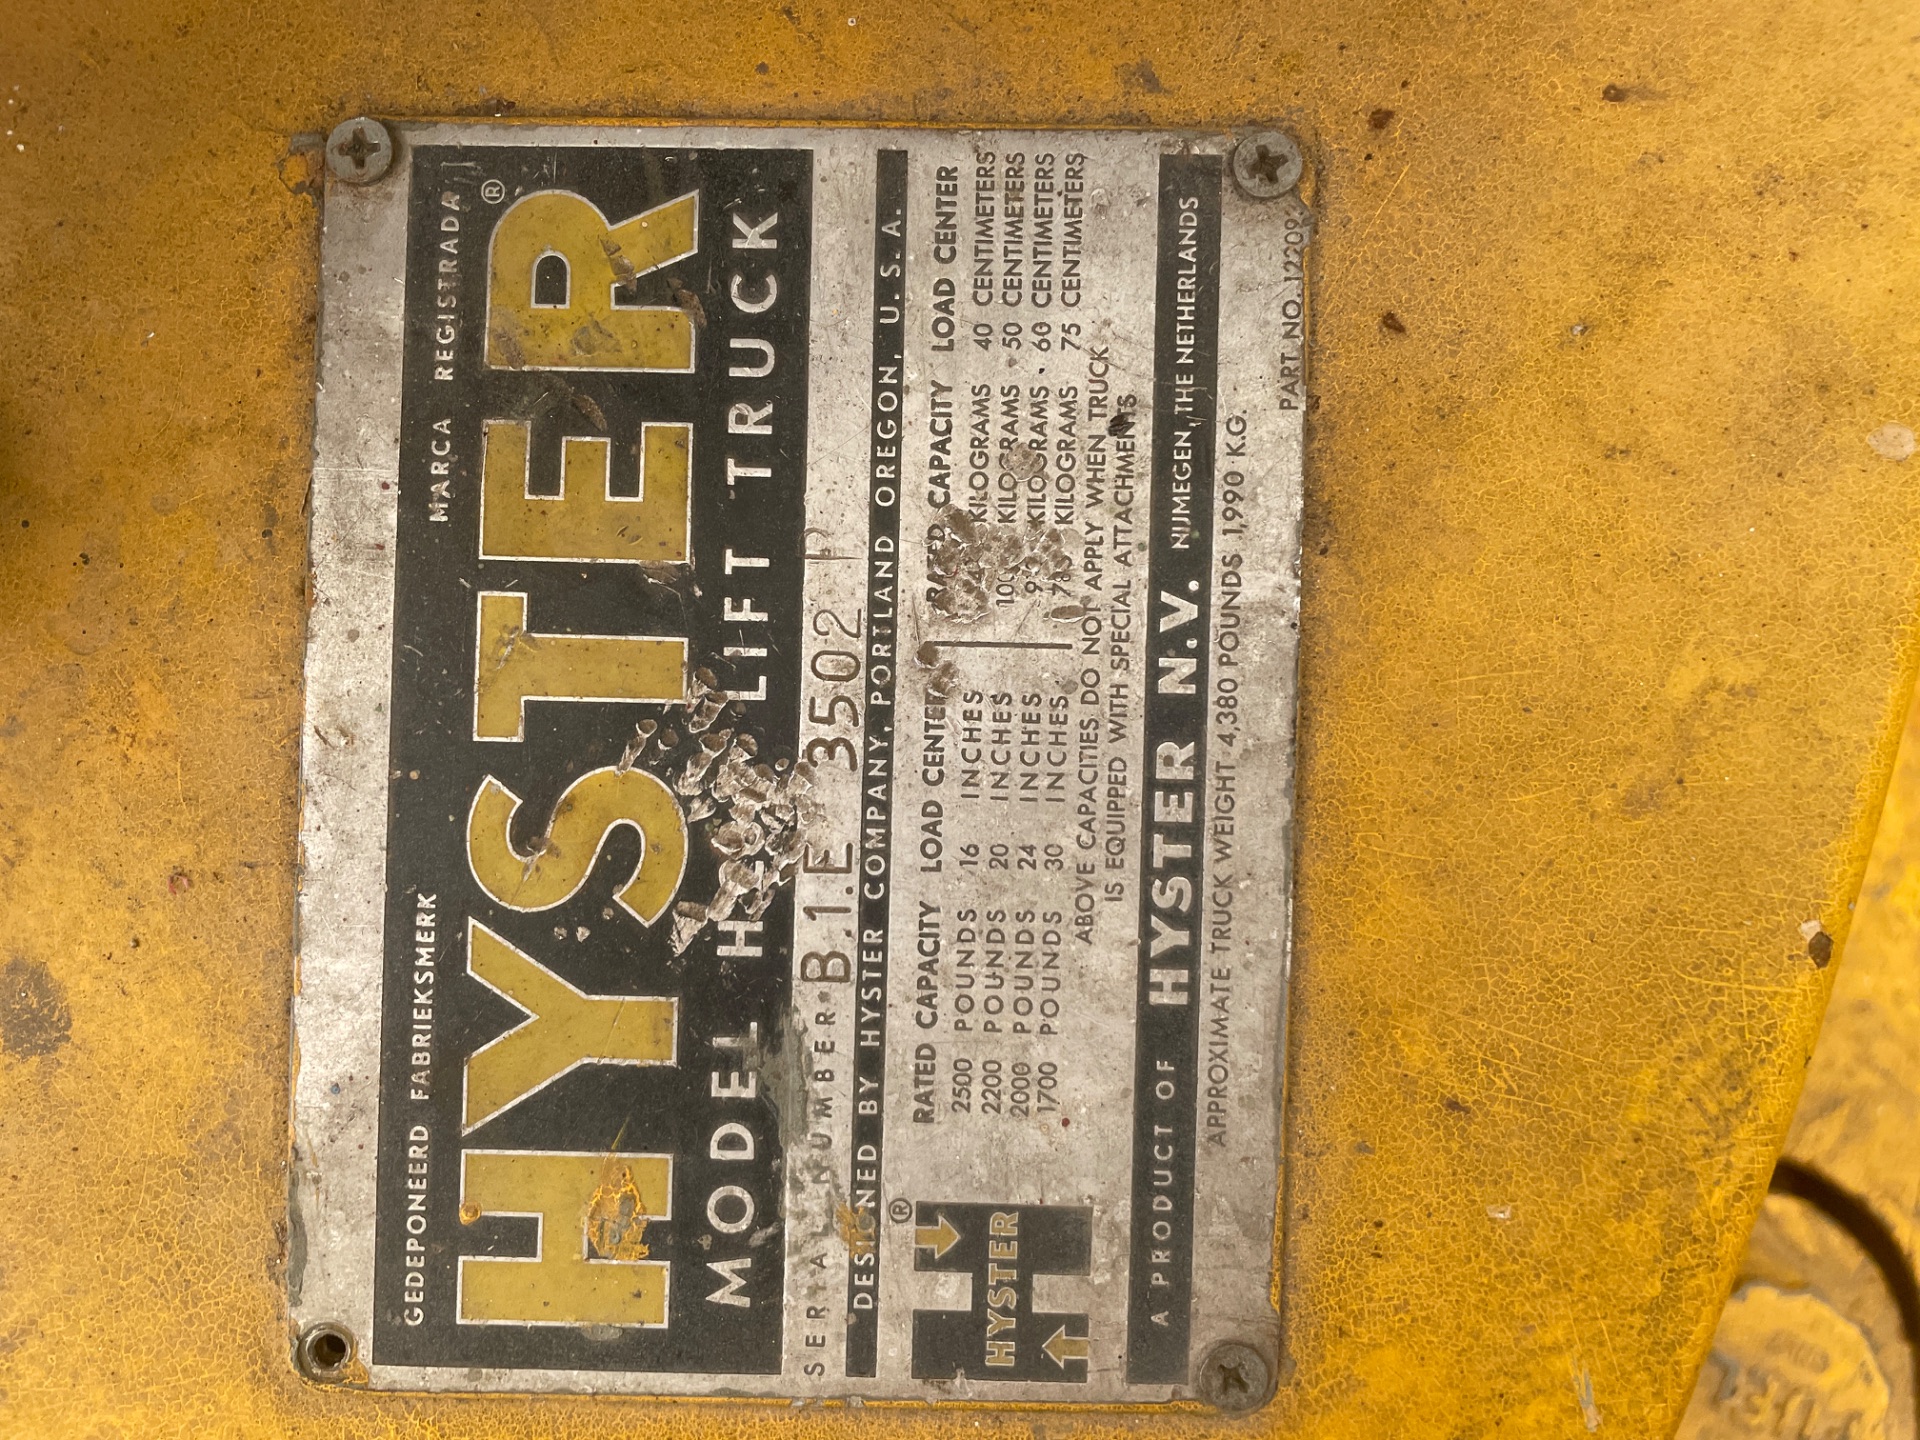 GEDEPONEERD FABRIEKSMERK MARCA REGISTRADA
HYSTER ®
MODEL LIFT TRUCK
SERIAL NUMBER B.1.E 3502 P
DESIGNED BY HYSTER COMPANY, PORTLAND OREGON, U.S.A.
RATED CAPACITY LOAD CENTER RATED CAPACITY LOAD CENTER
2500 POUNDS 16 INCHES KILOGRAMS 40 CENTIMETERS
2200 POUNDS 20 INCHES KILOGRAMS 50 CENTIMETERS
2000 POUNDS 24 INCHES KILOGRAMS 60 CENTIMETERS
1700 POUNDS 30 INCHES KILOGRAMS 75 CENTIMETERS
ABOVE CAPACITIES DO NOT APPLY WHEN TRUCK
IS EQUIPPED WITH SPECIAL ATTACHMENTS
HYSTER ®
A PRODUCT OF HYSTER N.V. NIJMEGEN, THE NETHERLANDS
APPROXIMATE TRUCK WEIGHT 4,380 POUNDS 1,990 K.G.
PART NO.